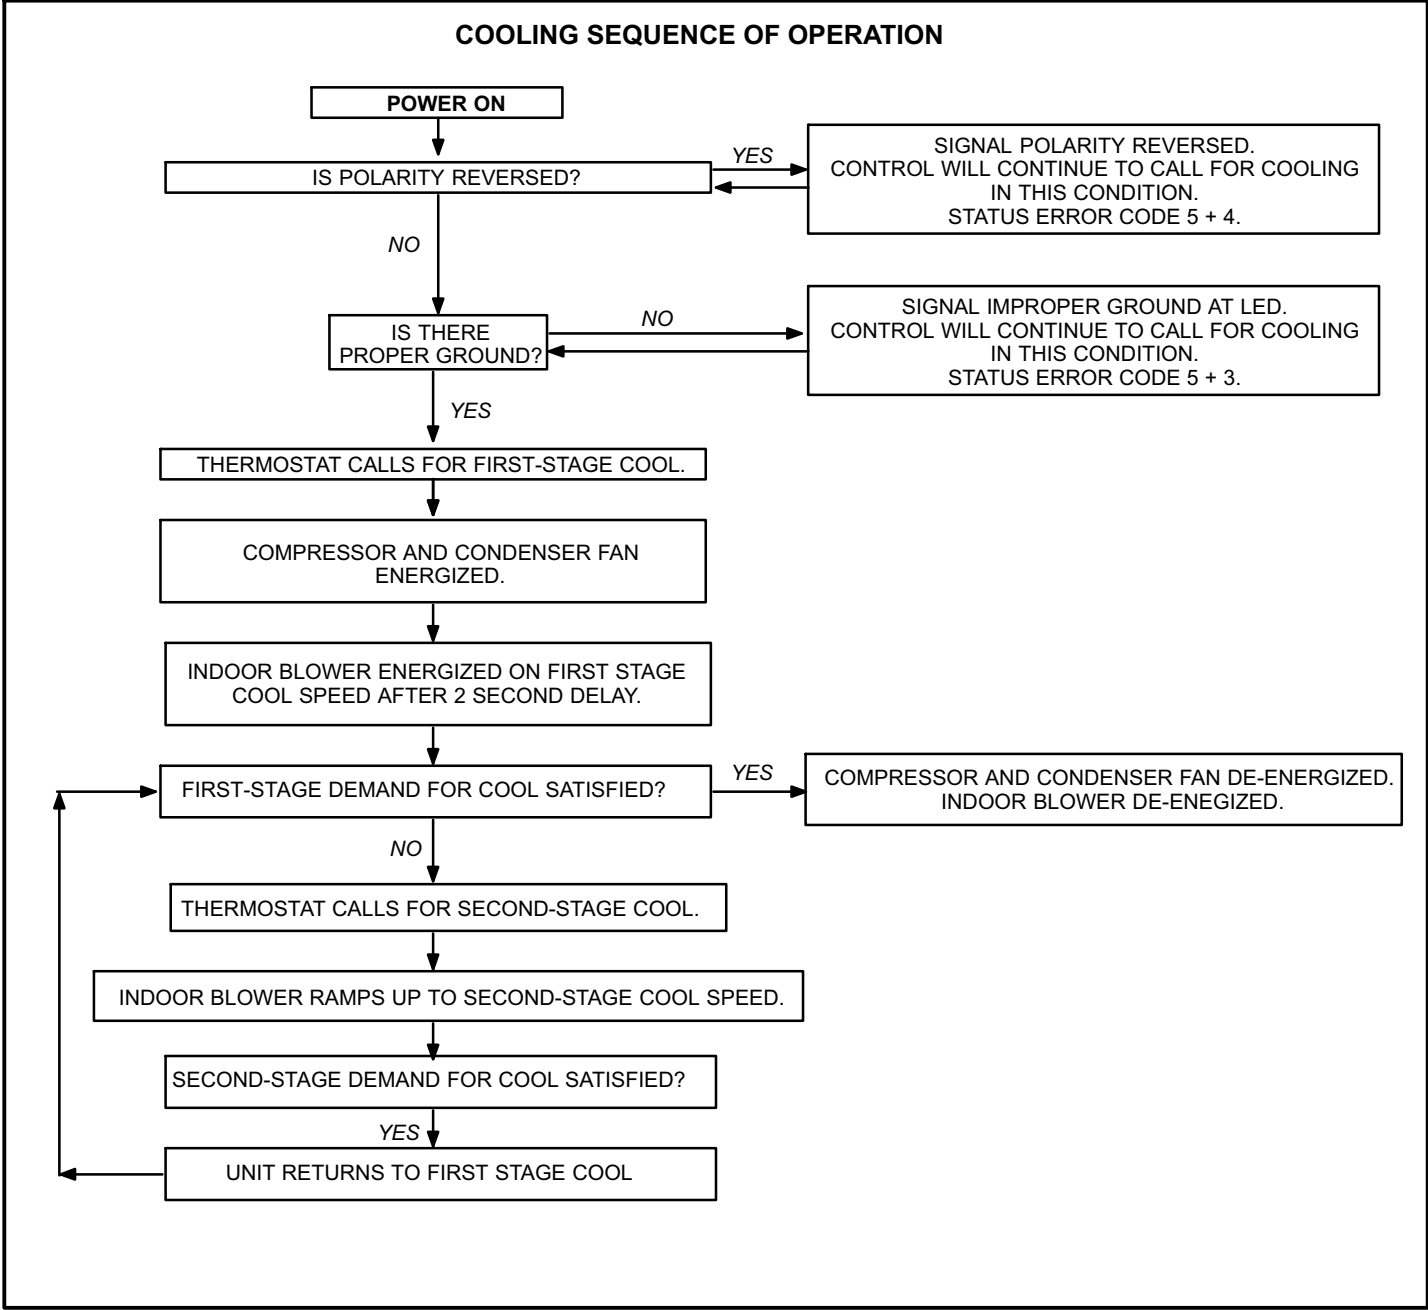 COOLING SEQUENCE OF OPERATION
POWER ON
IS POLARITY REVERSED?
YES
SIGNAL POLARITY REVERSED.
CONTROL WILL CONTINUE TO CALL FOR COOLING
IN THIS CONDITION.
STATUS ERROR CODE 5 + 4.
NO
IS THERE
PROPER GROUND?
NO
SIGNAL IMPROPER GROUND AT LED.
CONTROL WILL CONTINUE TO CALL FOR COOLING
IN THIS CONDITION.
STATUS ERROR CODE 5 + 3.
YES
THERMOSTAT CALLS FOR FIRST-STAGE COOL.
COMPRESSOR AND CONDENSER FAN
ENERGIZED.
INDOOR BLOWER ENERGIZED ON FIRST STAGE
COOL SPEED AFTER 2 SECOND DELAY.
FIRST-STAGE DEMAND FOR COOL SATISFIED?
YES
COMPRESSOR AND CONDENSER FAN DE-ENERGIZED.
INDOOR BLOWER DE-ENEGIZED.
NO
THERMOSTAT CALLS FOR SECOND-STAGE COOL.
INDOOR BLOWER RAMPS UP TO SECOND-STAGE COOL SPEED.
SECOND-STAGE DEMAND FOR COOL SATISFIED?
YES
UNIT RETURNS TO FIRST STAGE COOL